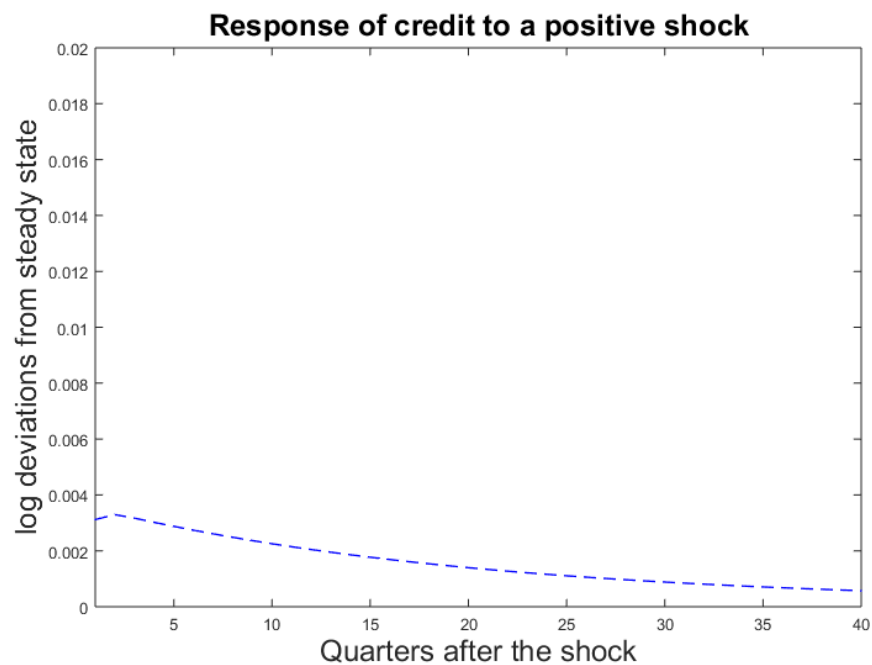 Response of credit to a positive shock
log deviations from steady state
0.02
0.018
0.016
0.014
0.012
0.01
0.008
0.006
0.004
0.002
0
5 10 15 20 25 30 35 40
Quarters after the shock